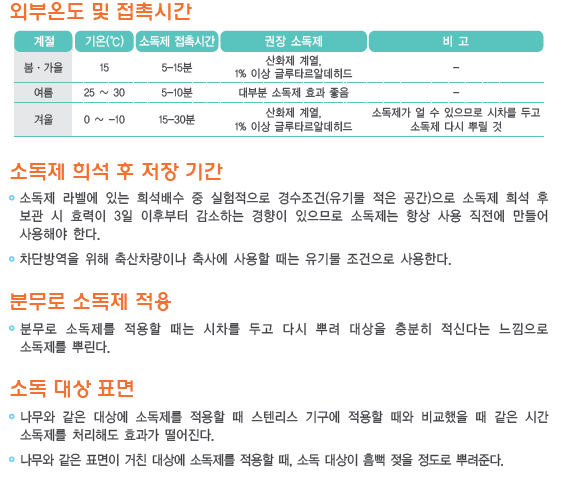 외부온도 및 접촉시간
계절 기온(℃) 소독제 접촉시간 권장 소독제 비 고
봄 · 가을 15 5-15분 산화제 계열, 1% 이상 글루타르알데히드 -
여름 25 ~ 30 5-10분 대부분 소독제 효과 좋음 -
겨울 0 ~ -10 15-30분 산화제 계열, 1% 이상 글루타르알데히드 소독제가 얼 수 있으므로 시차를 두고 소독제 다시 뿌릴 것
소독제 희석 후 저장 기간
소독제 라벨에 있는 희석배수 중 실험적으로 경수조건(유기물 적은 공간)으로 소독제 희석 후
보관 시 효력이 3일 이후부터 감소하는 경향이 있으므로 소독제는 항상 사용 직전에 만들어
사용해야 한다.
차단방역을 위해 축산차량이나 축사에 사용할 때는 유기물 조건으로 사용한다.
분무로 소독제 적용
분무로 소독제를 적용할 때는 시차를 두고 다시 뿌려 대상을 충분히 적신다는 느낌으로
소독제를 뿌린다.
소독 대상 표면
나무와 같은 대상에 소독제를 적용할 때 스텐리스 기구에 적용할 때와 비교했을 때 같은 시간
소독제를 처리해도 효과가 떨어진다.
나무와 같은 표면이 거친 대상에 소독제를 적용할 때, 소독 대상이 흠뻑 젖을 정도로 뿌려준다.